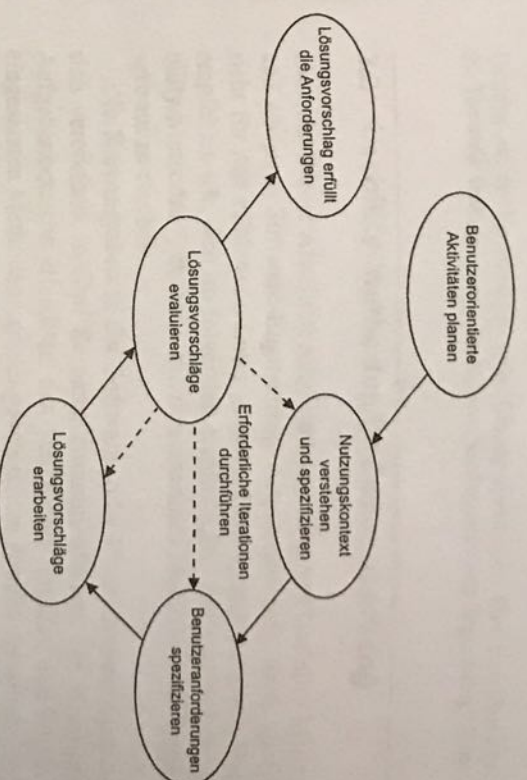 Benutzerorientierte
Aktivitäten planen
Nutzungskontext
verstehen
und spezifizieren
Benutzeranforderungen
spezifizieren
Lösungsvorschläge
erarbeiten
Lösungsvorschläge
evaluieren
Erforderliche Iterationen
durchführen
Lösungsvorschlag erfüllt
die Anforderungen